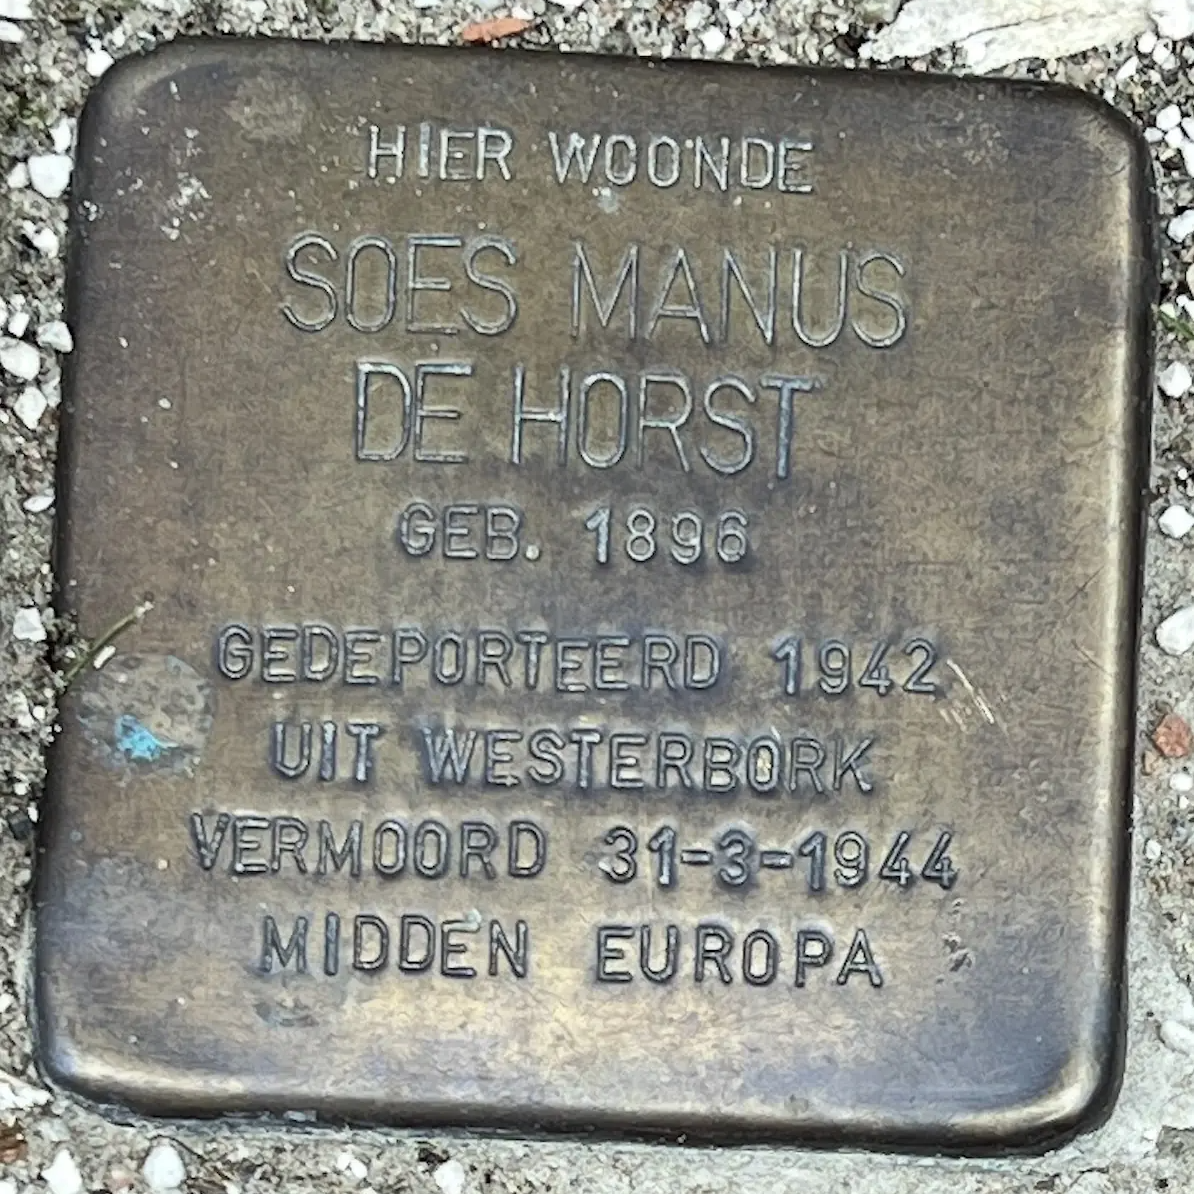 HIER WOONDE
SOES MANUS
DE HORST
GEB. 1896
GEDEPORTEERD 1942
UIT WESTERBORK
VERMOORD 31-3-1944
MIDDEN EUROPA